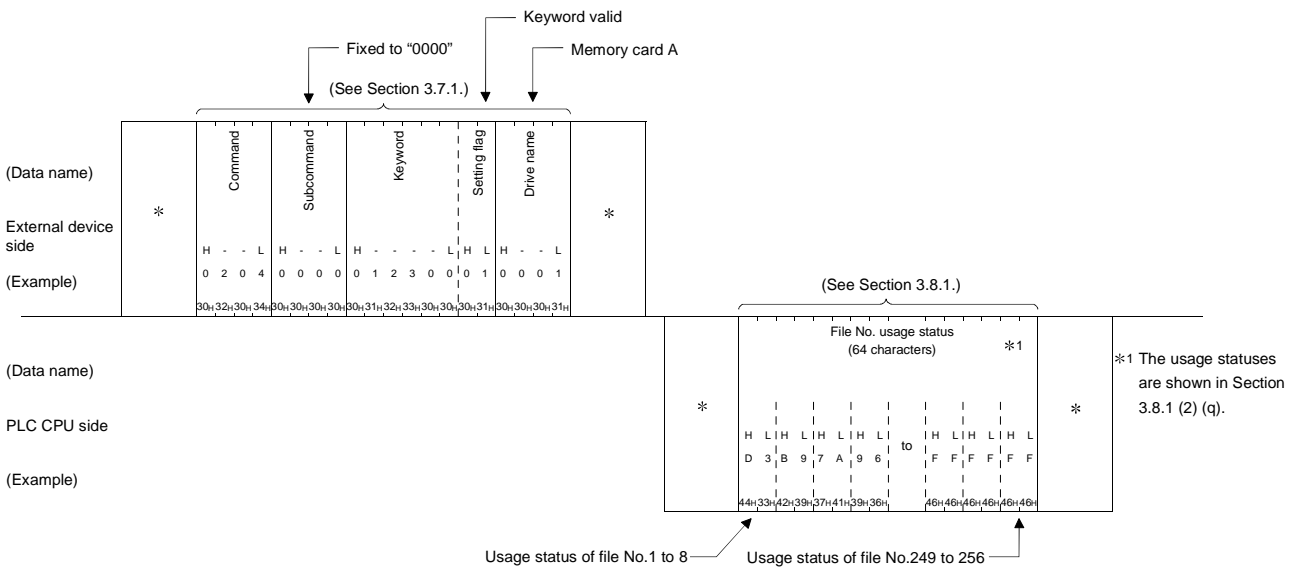 Keyword valid
Fixed to “0000”
Memory card A
(See Section 3.7.1.)
(Data name)
External device
side
(Example)
*
Command
Subcommand
Keyword
Setting flag
Drive name
*
H - - L H - - L H - - - - L H L H - - L
0 2 0 4 0 0 0 0 0 1 2 3 0 0 0 1 0 0 0 1
30H 32H 30H 34H 30H 30H 30H 30H 30H 31H 32H 33H 30H 30H 30H 31H 30H 30H 30H 31H
(See Section 3.8.1.)
(Data name)
PLC CPU side
(Example)
*
File No. usage status
(64 characters)
*1
H L H L H L H L to H L H L H L
D 3 B 9 7 A 9 6 F F F F F F
44H 33H 42H 39H 37H 41H 39H 36H 46H 46H 46H 46H 46H 46H
*
*1 The usage statuses
are shown in Section
3.8.1 (2) (q).
Usage status of file No.1 to 8
Usage status of file No.249 to 256